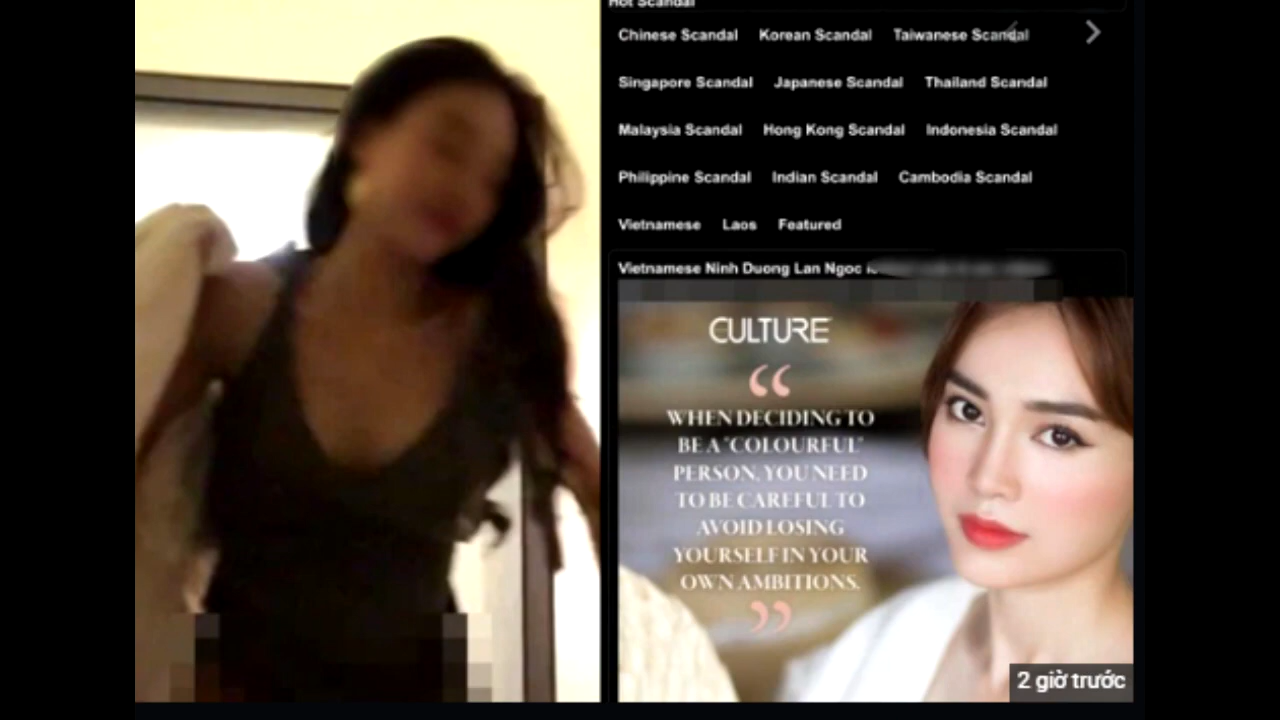 Hot Scandal
Chinese Scandal Korean Scandal Taiwanese Scandal
Singapore Scandal Japanese Scandal Thailand Scandal
Malaysia Scandal Hong Kong Scandal Indonesia Scandal
Philippine Scandal Indian Scandal Cambodia Scandal
Vietnamese Laos Featured
Vietnamese Ninh Duong Lan Ngoc
CULTURE
“
WHEN DECIDING TO
BE A "COLOURFUL"
PERSON, YOU NEED
TO BE CAREFUL TO
AVOID LOSING
YOURSELF IN YOUR
OWN AMBITIONS.
”
2 giờ trước